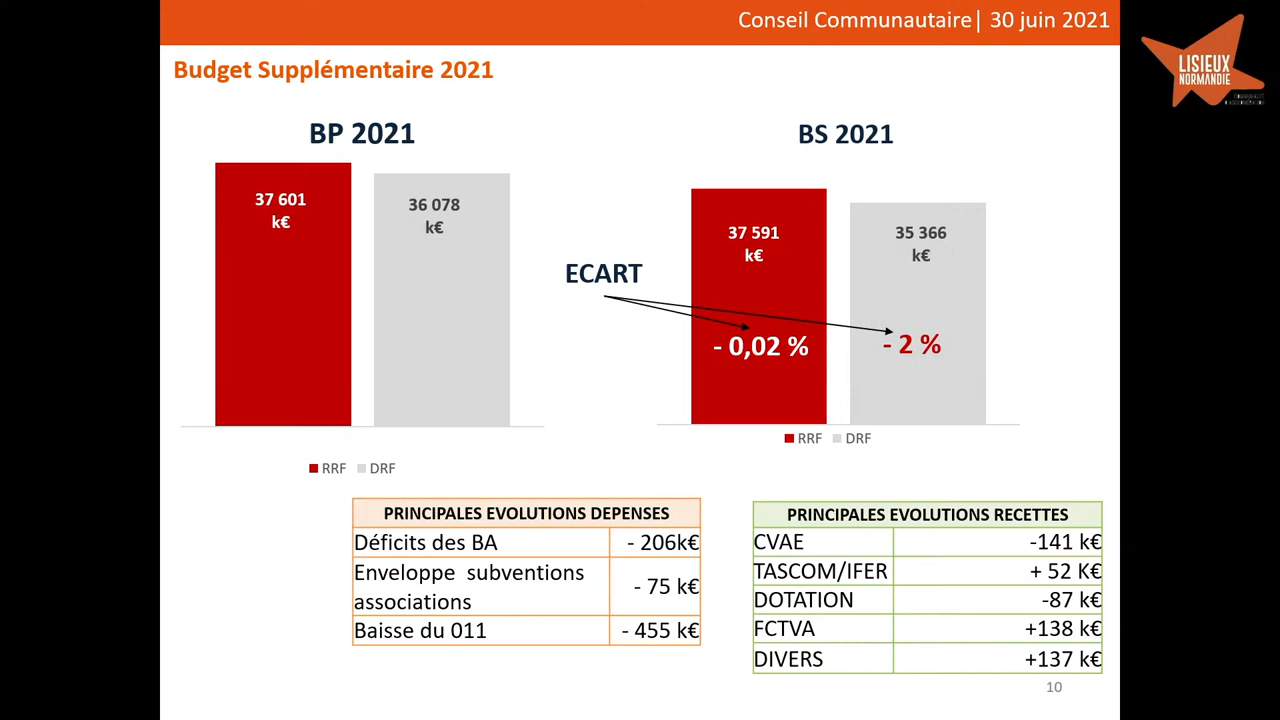 Conseil Communautaire| 30 juin 2021
LISIEUX
NORMANDIE
Budget Supplémentaire 2021
BP 2021
BS 2021
37 601
k€
36 078
k€
37 591
k€
35 366
k€
ECART
- 0,02 %
- 2 %
RRF DRF
RRF DRF
PRINCIPALES EVOLUTIONS DEPENSES
Déficits des BA - 206k€
Enveloppe subventions
associations
- 75 k€
Baisse du 011 - 455 k€
PRINCIPALES EVOLUTIONS RECETTES
CVAE -141 k€
TASCOM/IFER + 52 K€
DOTATION -87 k€
FCTVA +138 k€
DIVERS +137 k€
10